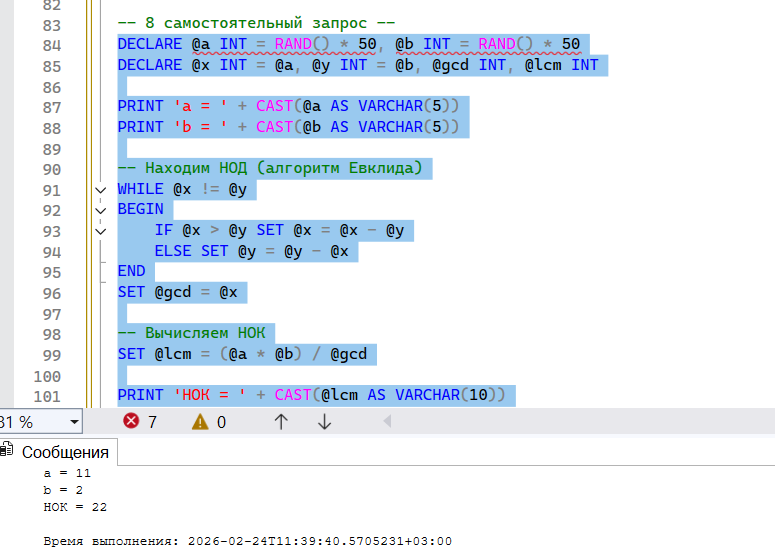 82
83 -- 8 самостоятельный запрос --
84 DECLARE @a INT = RAND() * 50, @b INT = RAND() * 50
85 DECLARE @x INT = @a, @y INT = @b, @gcd INT, @lcm INT
86
87 PRINT 'a = ' + CAST(@a AS VARCHAR(5))
88 PRINT 'b = ' + CAST(@b AS VARCHAR(5))
89
90 -- Находим НОД (алгоритм Евклида)
91 WHILE @x != @y
92 BEGIN
93 IF @x > @y SET @x = @x - @y
94 ELSE SET @y = @y - @x
95 END
96 SET @gcd = @x
97
98 -- Вычисляем НОК
99 SET @lcm = (@a * @b) / @gcd
100
101 PRINT 'НОК = ' + CAST(@lcm AS VARCHAR(10))
31 % 7 0
Сообщения
a = 11
b = 2
НОК = 22
Время выполнения: 2026-02-24T11:39:40.5705231+03:00